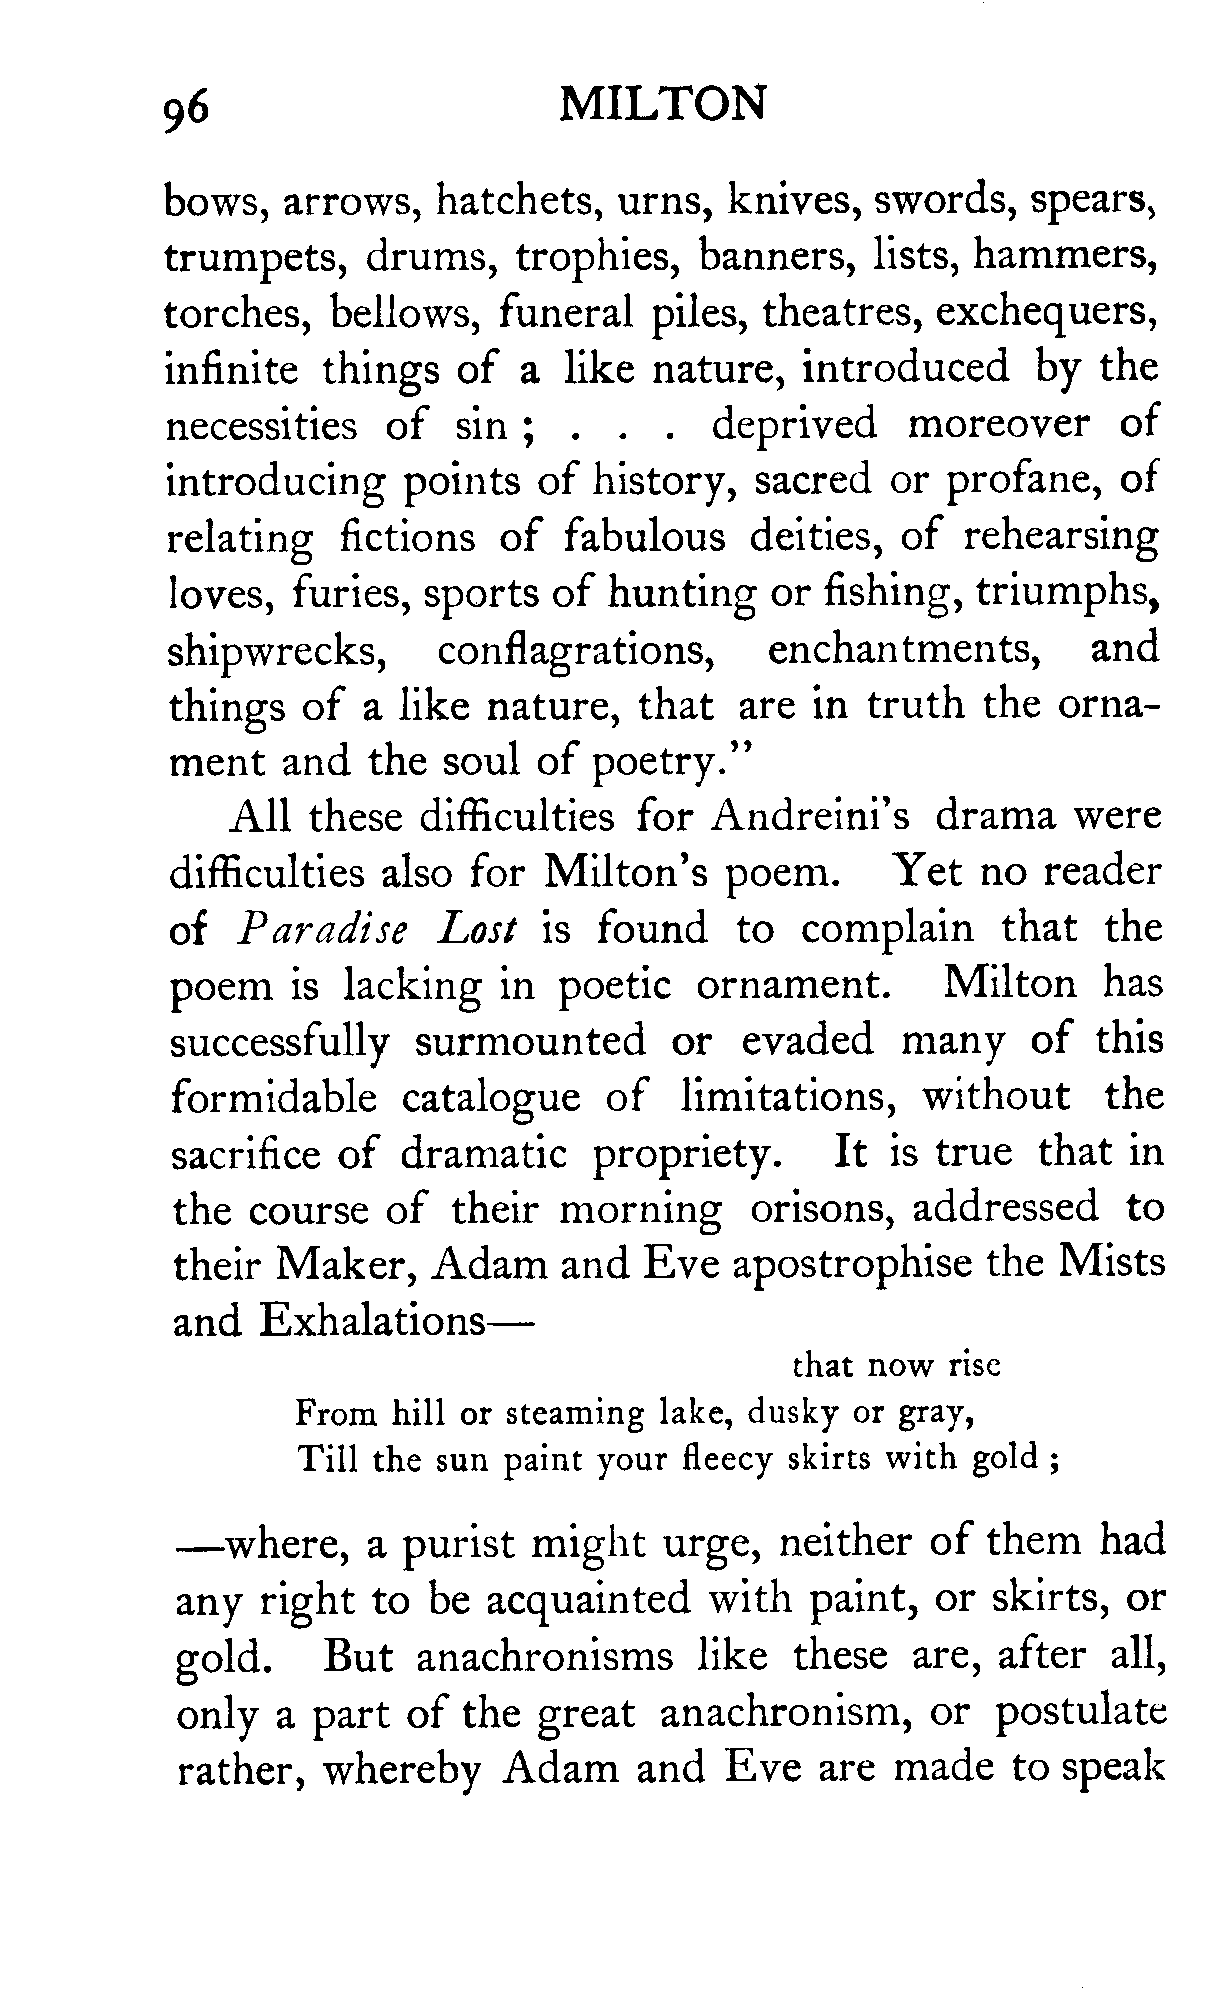 96 MILTON
bows, arrows, hatchets, urns, knives, swords, spears,
trumpets, drums, trophies, banners, lists, hammers,
torches, bellows, funeral piles, theatres, exchequers,
infinite things of a like nature, introduced by the
necessities of sin ; . . . deprived moreover of
introducing points of history, sacred or profane, of
relating fictions of fabulous deities, of rehearsing
loves, furies, sports of hunting or fishing, triumphs,
shipwrecks, conflagrations, enchantments, and
things of a like nature, that are in truth the orna-
ment and the soul of poetry."
All these difficulties for Andreini's drama were
difficulties also for Milton's poem. Yet no reader
of Paradise Lost is found to complain that the
poem is lacking in poetic ornament. Milton has
successfully surmounted or evaded many of this
formidable catalogue of limitations, without the
sacrifice of dramatic propriety. It is true that in
the course of their morning orisons, addressed to
their Maker, Adam and Eve apostrophise the Mists
and Exhalations—
that now rise
From hill or steaming lake, dusky or gray,
Till the sun paint your fleecy skirts with gold ;
—where, a purist might urge, neither of them had
any right to be acquainted with paint, or skirts, or
gold. But anachronisms like these are, after all,
only a part of the great anachronism, or postulate
rather, whereby Adam and Eve are made to speak